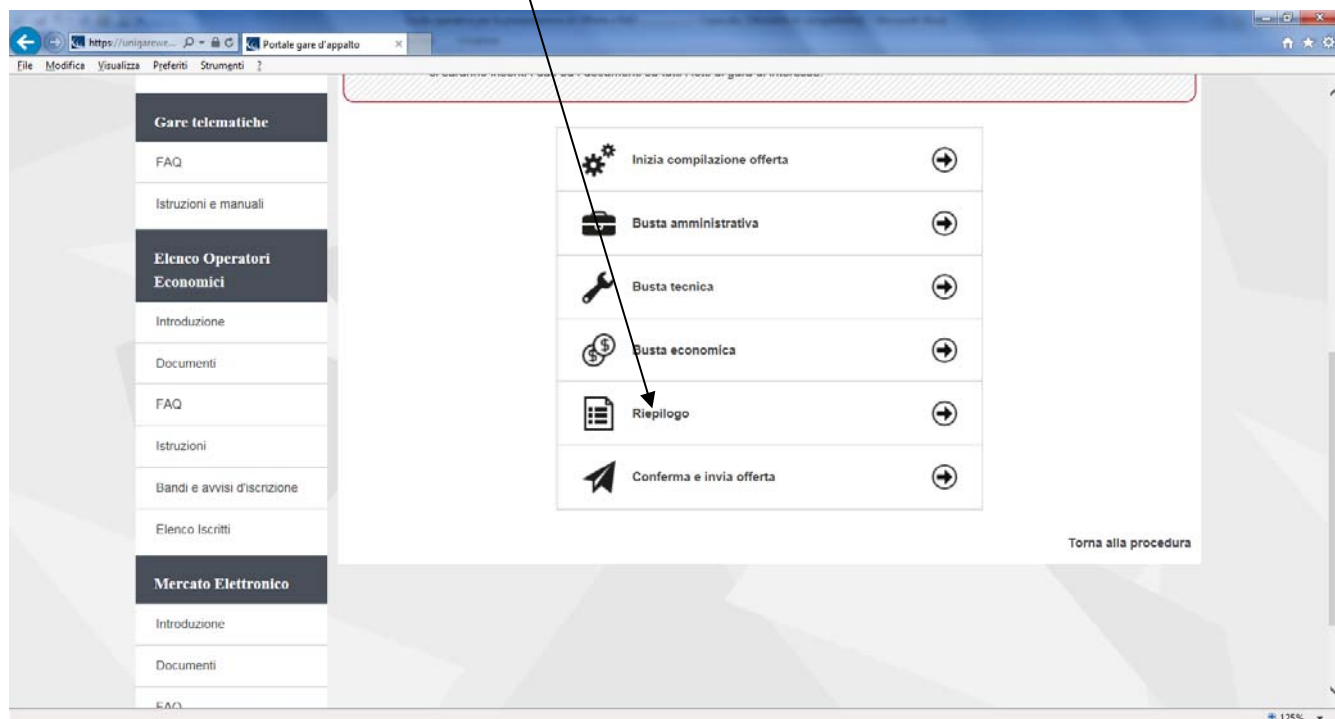 https://unigarewe...
Portale gare d'appalto
File Modifica Visualizza Preferiti Strumenti ?
Gare telematiche
FAQ
Istruzioni e manuali
Elenco Operatori
Economici
Introduzione
Documenti
FAQ
Istruzioni
Bandi e avvisi d'iscrizione
Elenco Iscritti
Mercato Elettronico
Introduzione
Documenti
FAQ
Inizia compilazione offerta
Busta amministrativa
Busta tecnica
Busta economica
Riepilogo
Conferma e invia offerta
Torna alla procedura
125%